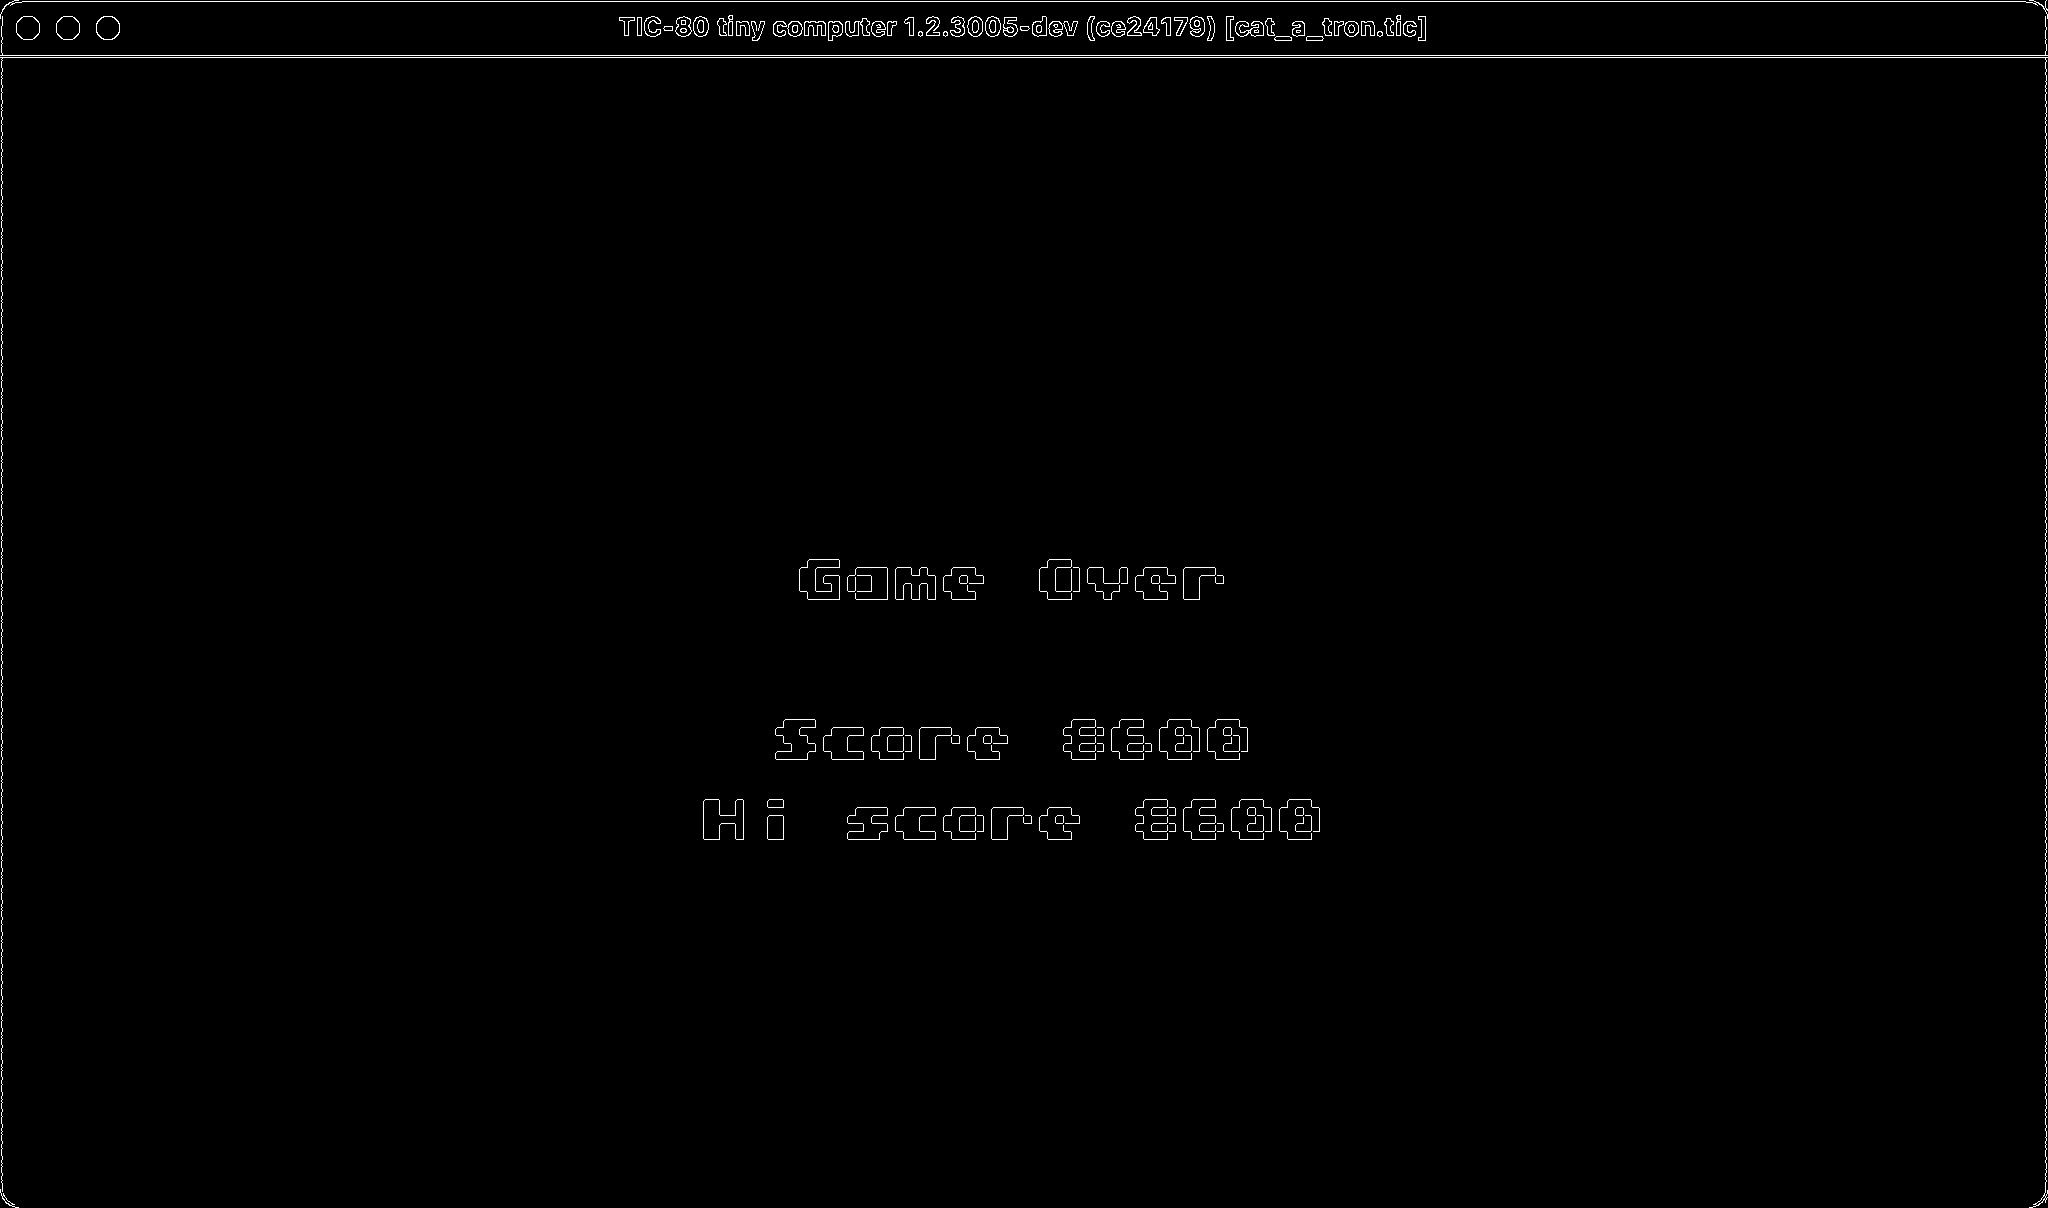 TIC-80 tiny computer 1.2.3005-dev (ce24179) [cat_a_tron.tic]
Game Over
Score 8600
Hi score 8600